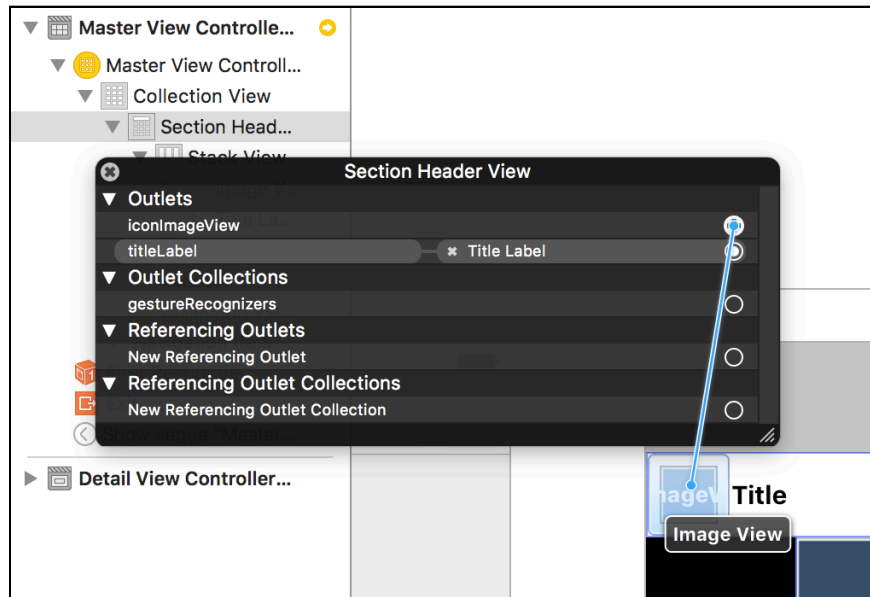 Master View Controlle...
Master View Controll...
Collection View
Section Head...
Stack View
Section Header View
Outlets
iconImageView
titleLabel
Title Label
Outlet Collections
gestureRecognizers
Referencing Outlets
New Referencing Outlet
Referencing Outlet Collections
New Referencing Outlet Collection
Detail View Controller...
Title
Image View